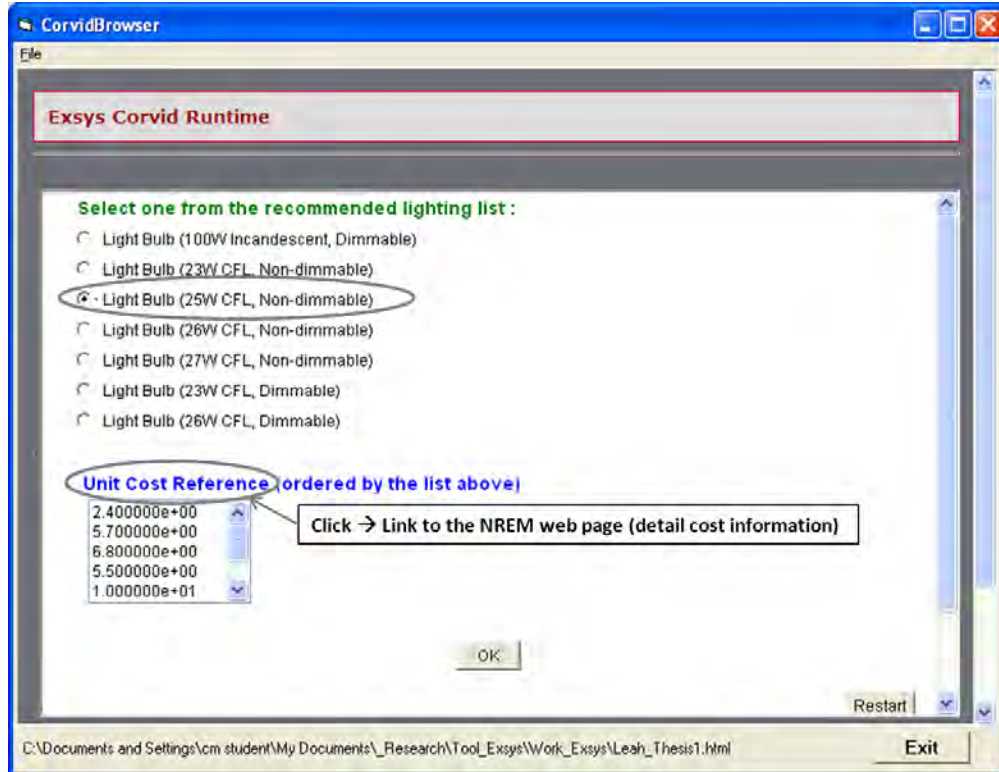 CorvidBrowser
File
Exsys Corvid Runtime
Select one from the recommended lighting list :
Light Bulb (100W Incandescent, Dimmable)
Light Bulb (23W CFL, Non-dimmable)
Light Bulb (25W CFL, Non-dimmable)
Light Bulb (26W CFL, Non-dimmable)
Light Bulb (27W CFL, Non-dimmable)
Light Bulb (23W CFL, Dimmable)
Light Bulb (26W CFL, Dimmable)
Unit Cost Reference (ordered by the list above)
2.400000e+00
5.700000e+00
6.800000e+00
5.500000e+00
1.000000e+01
Click → Link to the NREM web page (detail cost information)
OK
Restart
C:\Documents and Settings\cm student\My Documents\_Research\Tool_Exsys\Work_Exsys\Leah_Thesis1.html
Exit